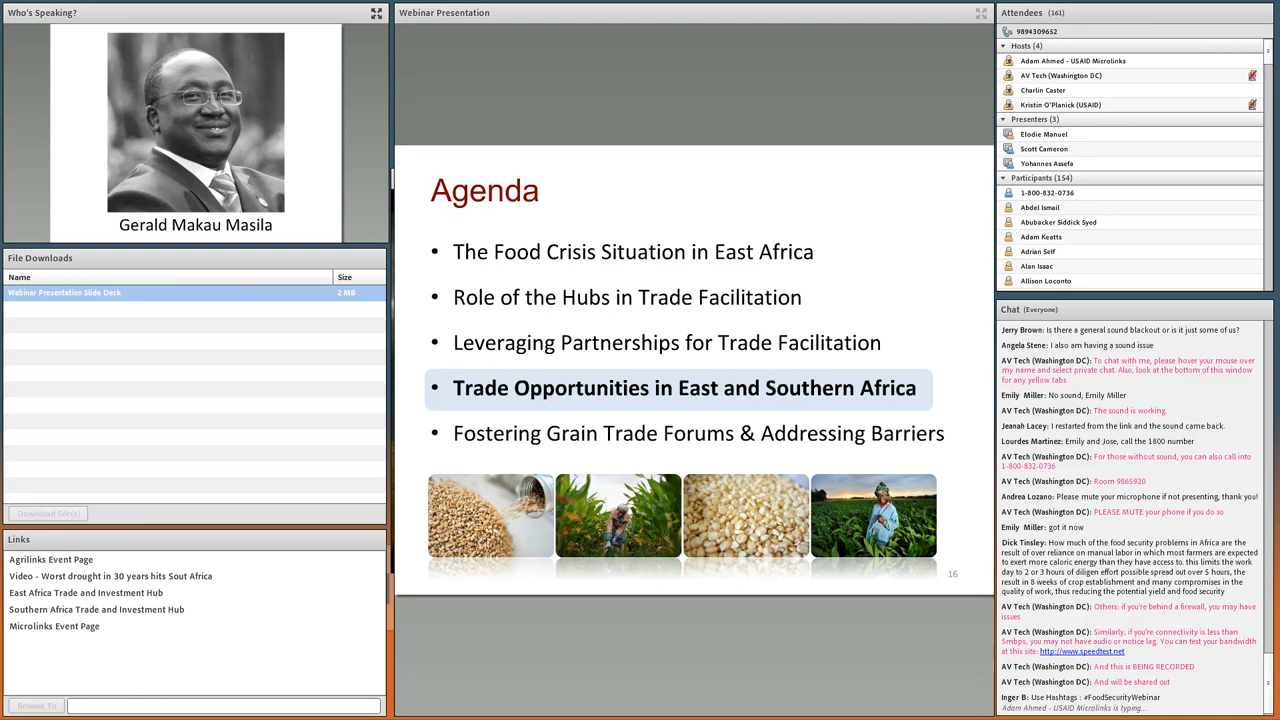 Who's Speaking?
Gerald Makau Masila
File Downloads
Name Size
Webinar Presentation Slide Deck 2 MB
Download File(s)
Links
Agrilinks Event Page
Video - Worst drought in 30 years hits Sout Africa
East Africa Trade and Investment Hub
Southern Africa Trade and Investment Hub
Microlinks Event Page
Browse To
Webinar Presentation
Agenda
• The Food Crisis Situation in East Africa
• Role of the Hubs in Trade Facilitation
• Leveraging Partnerships for Trade Facilitation
• Trade Opportunities in East and Southern Africa
• Fostering Grain Trade Forums & Addressing Barriers
16
Attendees (161)
9894309652
Hosts (4)
Adam Ahmed - USAID Microlinks
AV Tech (Washington DC)
Charlin Caster
Kristin O'Planick (USAID)
Presenters (3)
Elodie Manuel
Scott Cameron
Yohannes Assefa
Participants (154)
1-800-832-0736
Abdel Ismail
Abubacker Siddick Syed
Adam Keatts
Adrian Self
Alan Isaac
Allison Loconto
Chat (Everyone)
Jerry Brown: Is there a general sound blackout or is it just some of us?
Angela Stene: I also am having a sound issue
AV Tech (Washington DC): To chat with me, please hover your mouse over
my name and select private chat. Also, look at the bottom of this window
for any yellow tabs
Emily Miller: No sound, Emily Miller
AV Tech (Washington DC): The sound is working.
Jeanah Lacey: I restarted from the link and the sound came back.
Lourdes Martinez: Emily and Jose, call the 1800 number
AV Tech (Washington DC): For those without sound, you can also call into
1-800-832-0736
AV Tech (Washington DC): Room 9865920
Andrea Lozano: Please mute your microphone if not presenting, thank you!
AV Tech (Washington DC): PLEASE MUTE your phone if you do so
Emily Miller: got it now
Dick Tinsley: How much of the food security problems in Africa are the
result of over reliance on manual labor in which most farmers are expected
to exert more caloric energy than they have access to. this limits the work
day to 2 or 3 hours of diligen effort possible spread out over 5 hours, the
result in 8 weeks of crop establishment and many compromises in the
quality of work, thus reducing the potential yield and food security
AV Tech (Washington DC): Others: if you're behind a firewall, you may have
issues
AV Tech (Washington DC): Similarly, if you're connectivity is less than
5mbps, you may not have audio or notice lag. You can test your bandwidth
at this site: http://www.speedtest.net
AV Tech (Washington DC): And this is BEING RECORDED
AV Tech (Washington DC): And will be shared out
Inger B: Use Hashtags : #FoodSecurityWebinar
Adam Ahmed - USAID Microlinks is typing...